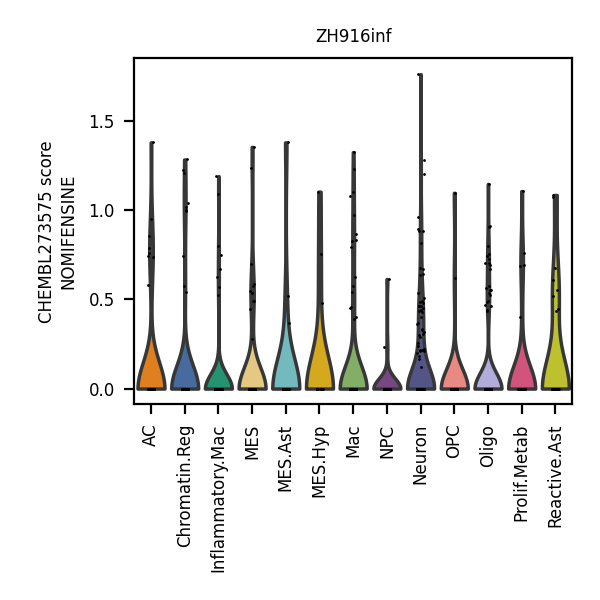 ZH916inf
CHEMBL273575 score
NOMIFENSINE
1.5
1.0
0.5
0.0
AC
Chromatin.Reg
Inflammatory.Mac
MES
MES.Ast
MES.Hyp
Mac
NPC
Neuron
OPC
Oligo
Prolif.Metab
Reactive.Ast